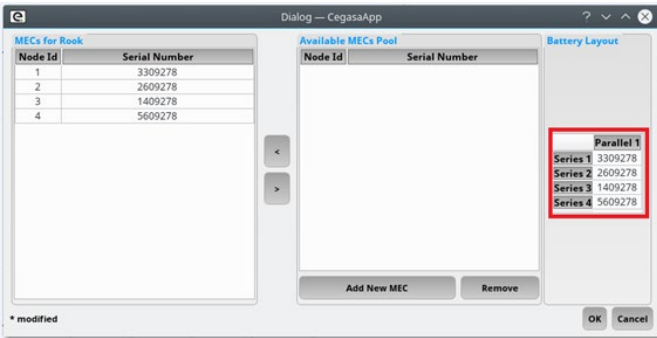 Dialog — CegasaApp
MECs for Rook
Node Id Serial Number
1 3309278
2 2609278
3 1409278
4 5609278
<
>
Available MECs Pool
Node Id Serial Number
Add New MEC Remove
Battery Layout
Parallel 1
Series 1 3309278
Series 2 2609278
Series 3 1409278
Series 4 5609278
* modified
OK Cancel